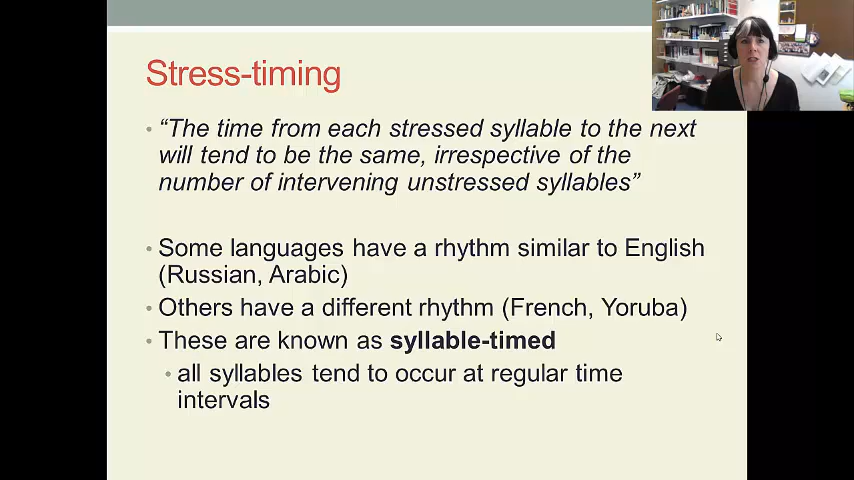 Stress-timing
• “The time from each stressed syllable to the next
will tend to be the same, irrespective of the
number of intervening unstressed syllables”
• Some languages have a rhythm similar to English
(Russian, Arabic)
• Others have a different rhythm (French, Yoruba)
• These are known as syllable-timed
• all syllables tend to occur at regular time
intervals